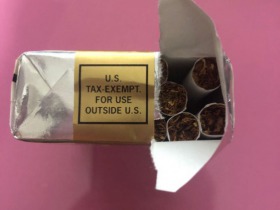 U.S.
TAX-EXEMPT.
FOR USE
OUTSIDE U.S.